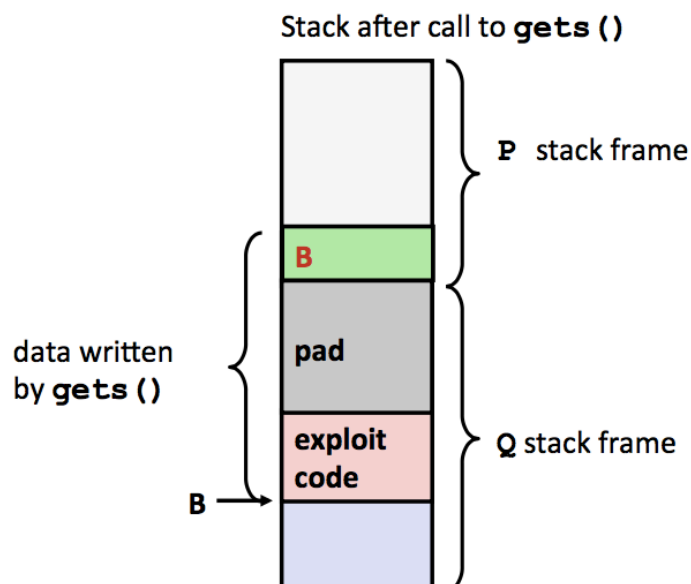 Stack after call to gets()
P stack frame
B
data written
by gets()
pad
exploit
code
Q stack frame
B